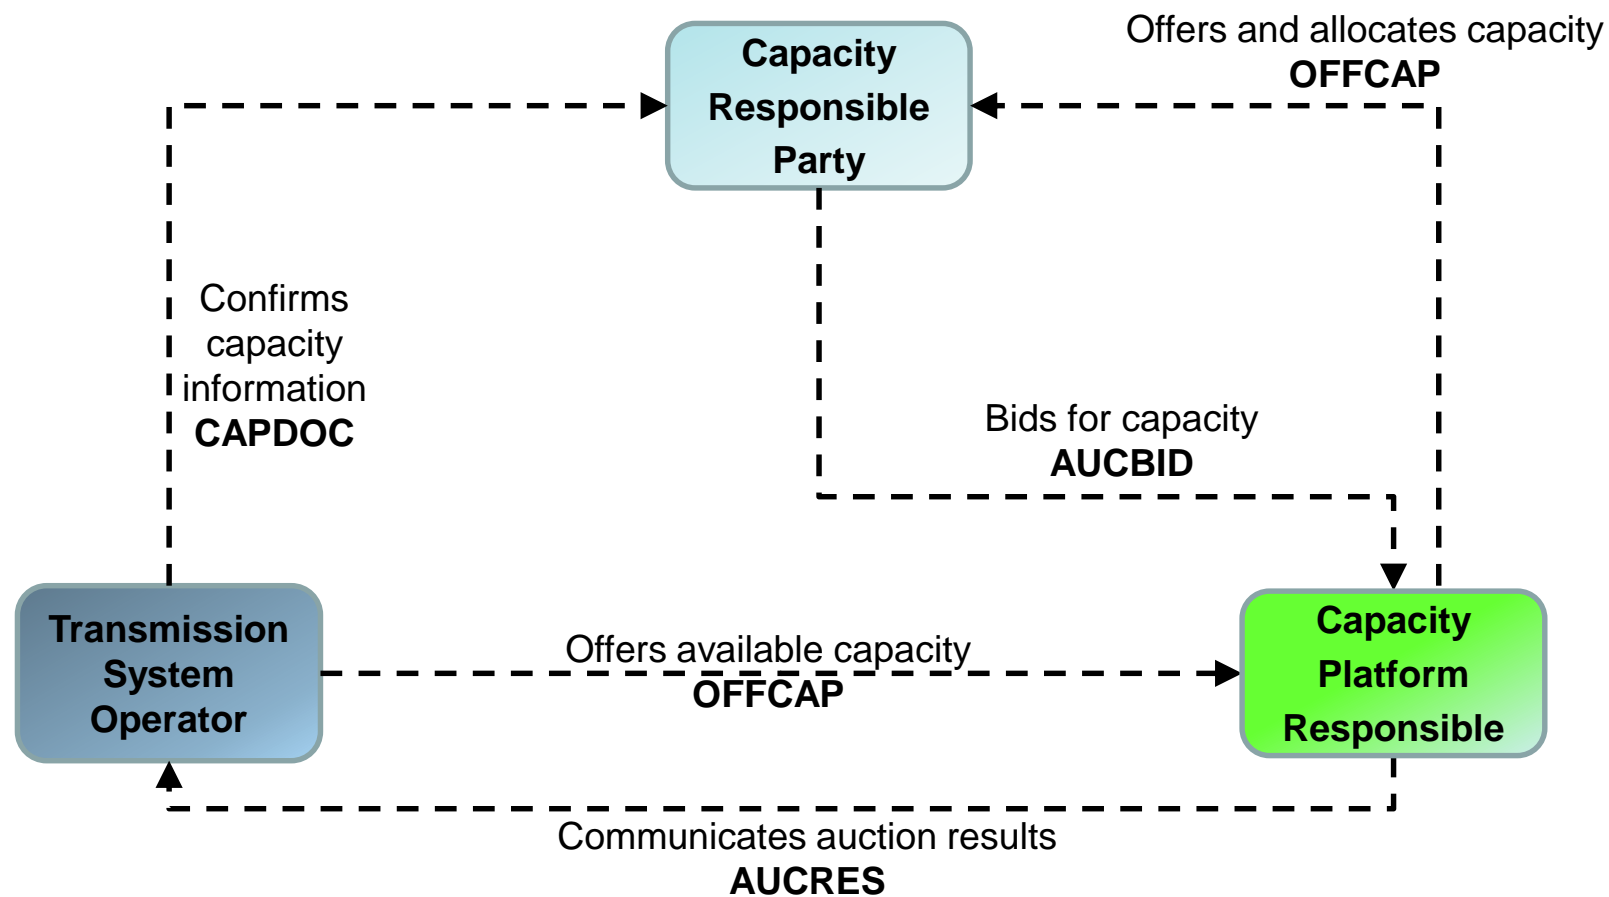 Capacity
Responsible
Party
Offers and allocates capacity
OFFCAP
Confirms
capacity
information
CAPDOC
Bids for capacity
AUCBID
Transmission
System
Operator
Offers available capacity
OFFCAP
Capacity
Platform
Responsible
Communicates auction results
AUCRES